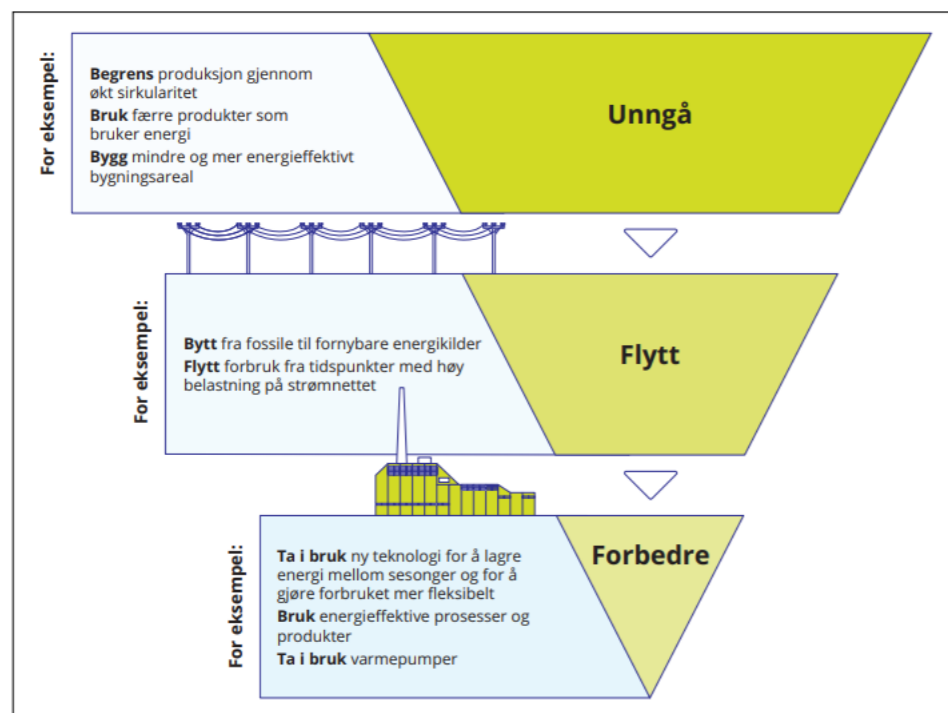 For eksempel:
Begrens produksjon gjennom
økt sirkularitet
Bruk færre produkter som
bruker energi
Bygg mindre og mer energieffektivt
bygningsareal
Unngå
For eksempel:
Bytt fra fossile til fornybare energikilder
Flytt forbruk fra tidspunkter med høy
belastning på strømnettet
Flytt
For eksempel:
Ta i bruk ny teknologi for å lagre
energi mellom sesonger og for å
gjøre forbruket mer fleksibelt
Bruk energieffektive prosesser og
produkter
Ta i bruk varmepumper
Forbedre